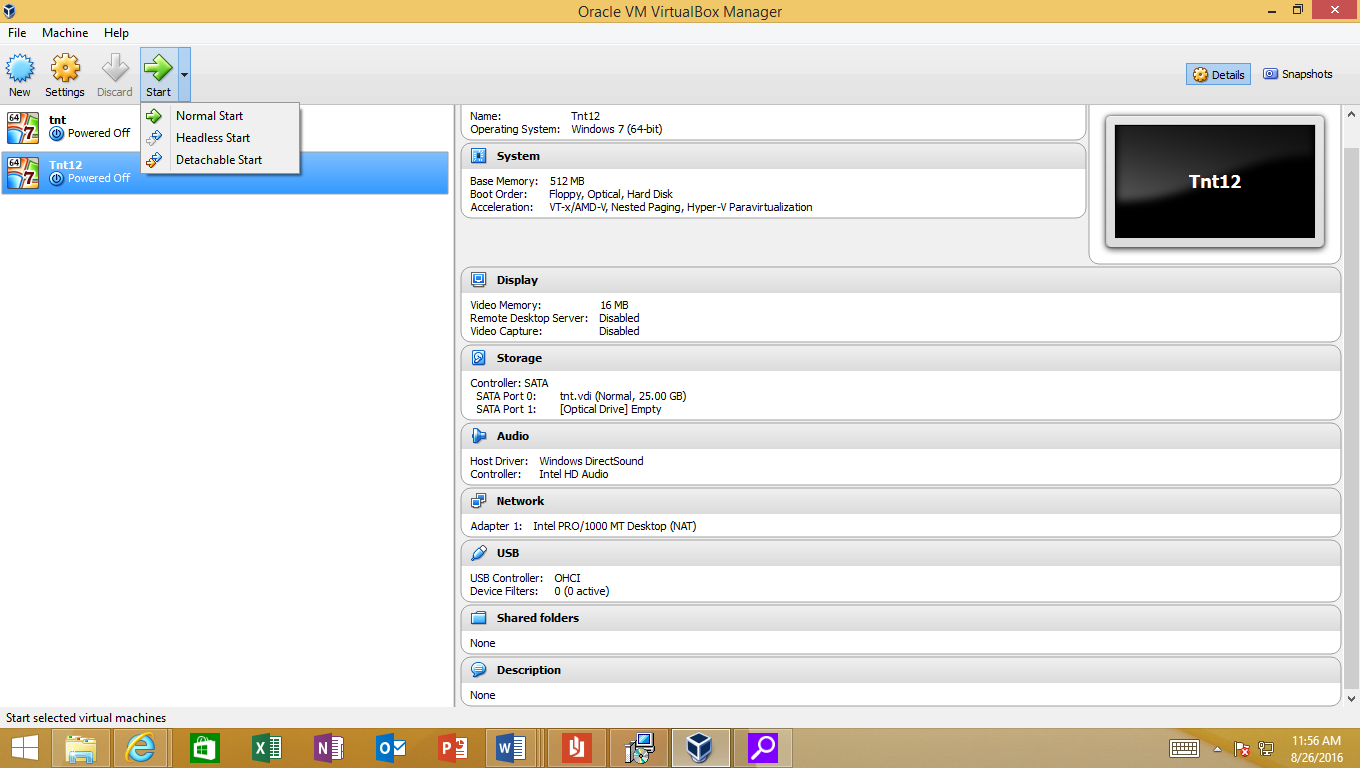 Oracle VM VirtualBox Manager
File Machine Help
New Settings Discard Start
Details Snapshots
Normal Start
Headless Start
Detachable Start
64
7
tnt
Powered Off
64
7
Tnt12
Powered Off
Name: Tnt12
Operating System: Windows 7 (64-bit)
System
Base Memory: 512 MB
Boot Order: Floppy, Optical, Hard Disk
Acceleration: VT-x/AMD-V, Nested Paging, Hyper-V Paravirtualization
Tnt12
Display
Video Memory: 16 MB
Remote Desktop Server: Disabled
Video Capture: Disabled
Storage
Controller: SATA
SATA Port 0: tnt.vdi (Normal, 25.00 GB)
SATA Port 1: [Optical Drive] Empty
Audio
Host Driver: Windows DirectSound
Controller: Intel HD Audio
Network
Adapter 1: Intel PRO/1000 MT Desktop (NAT)
USB
USB Controller: OHCI
Device Filters: 0 (0 active)
Shared folders
None
Description
None
Start selected virtual machines
11:56 AM
8/26/2016